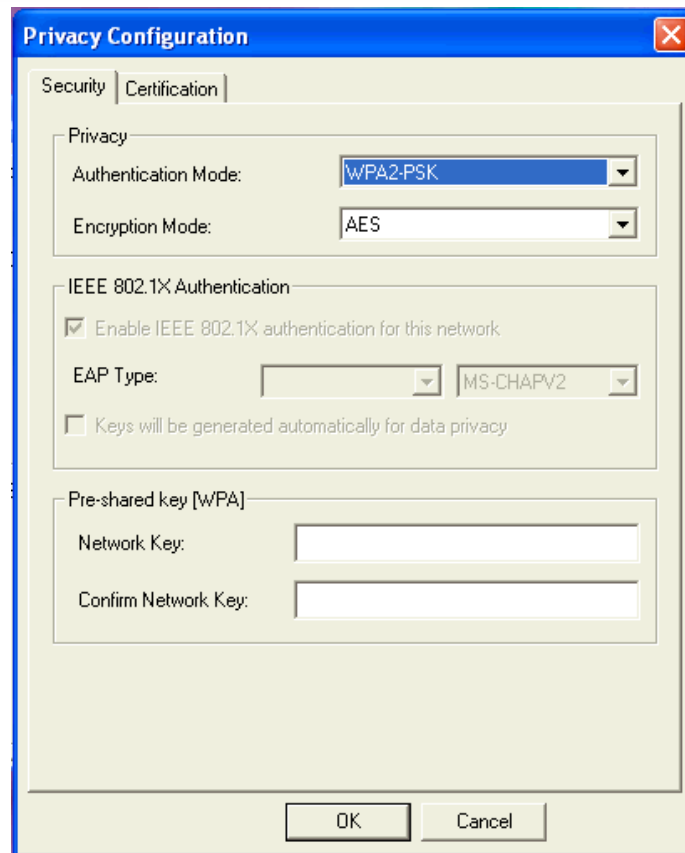 Privacy Configuration
Security Certification
Privacy
Authentication Mode: WPA2-PSK
Encryption Mode: AES
IEEE 802.1X Authentication
Enable IEEE 802.1X authentication for this network
EAP Type: MS-CHAPV2
Keys will be generated automatically for data privacy
Pre-shared key [WPA]
Network Key:
Confirm Network Key:
OK Cancel